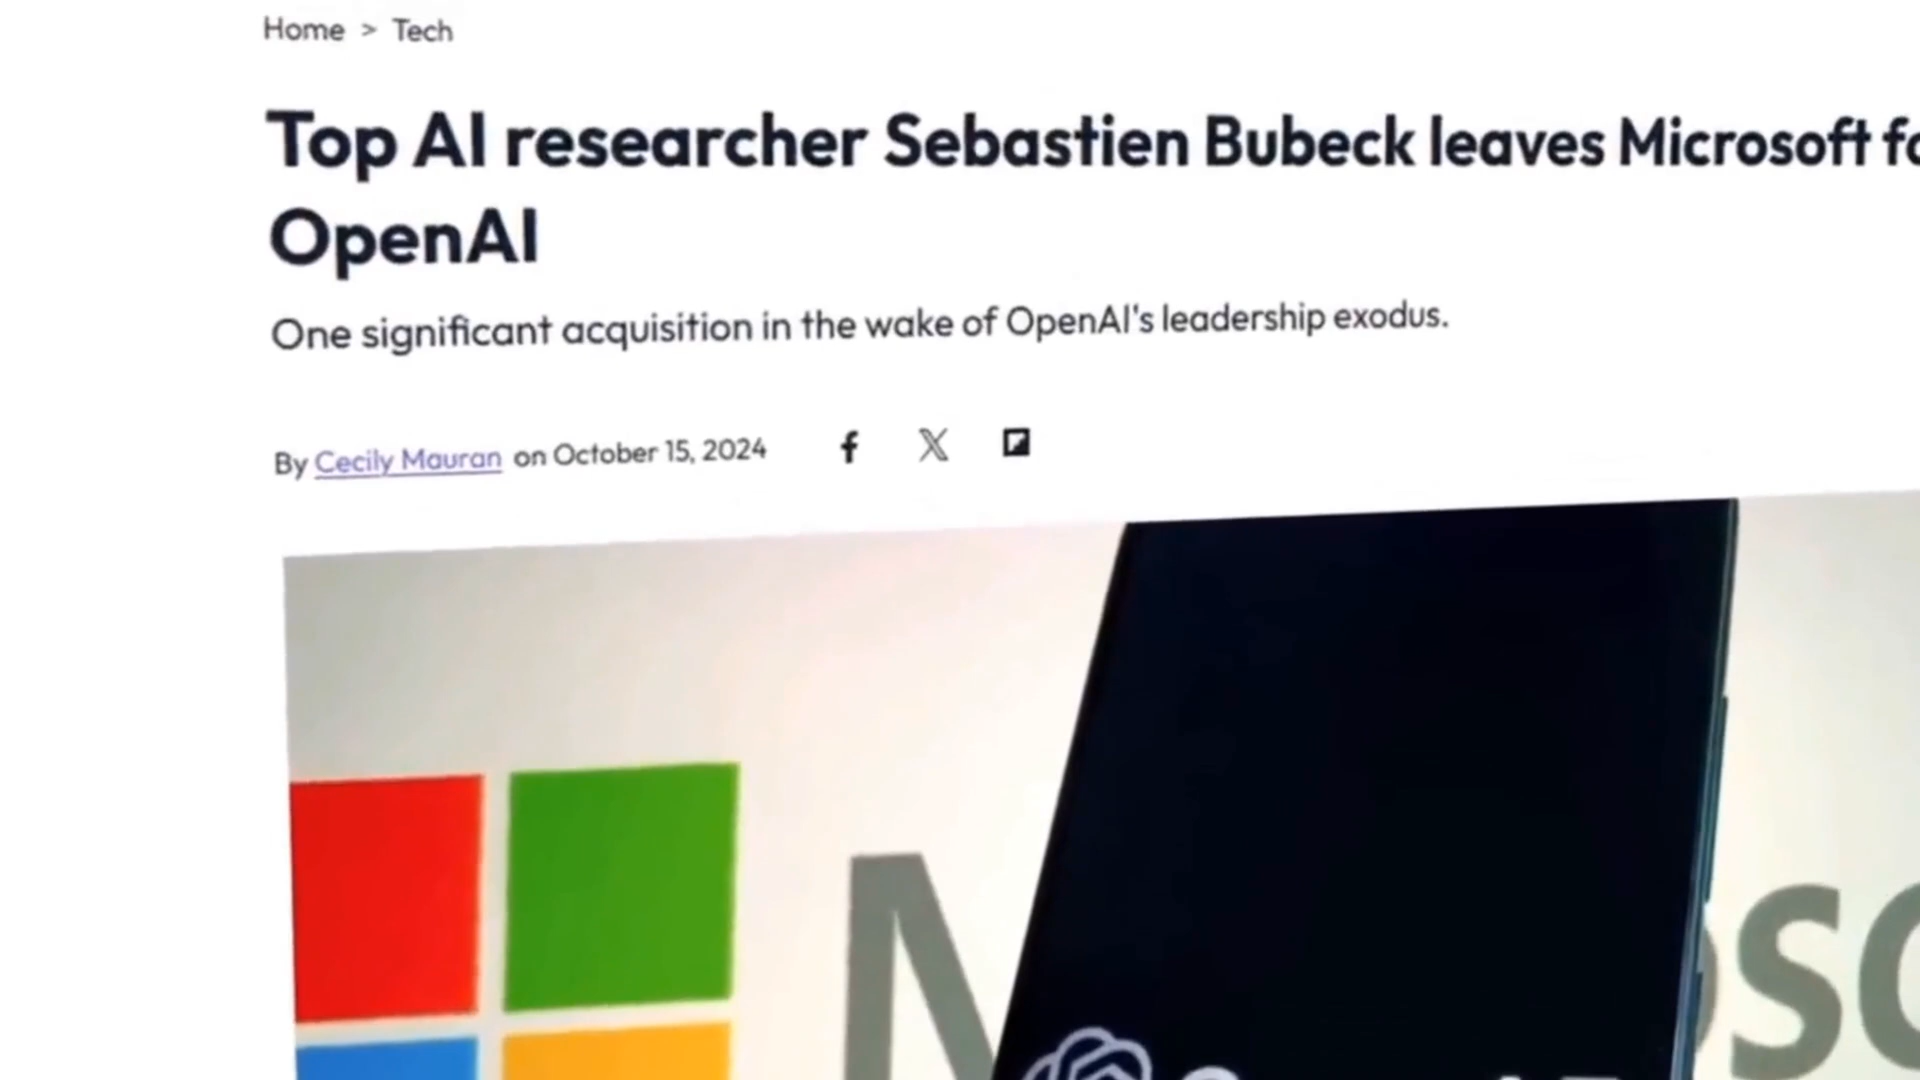 Home > Tech
Top AI researcher Sebastien Bubeck leaves Microsoft fo
OpenAI
One significant acquisition in the wake of OpenAI's leadership exodus.
By Cecily Mauran on October 15, 2024